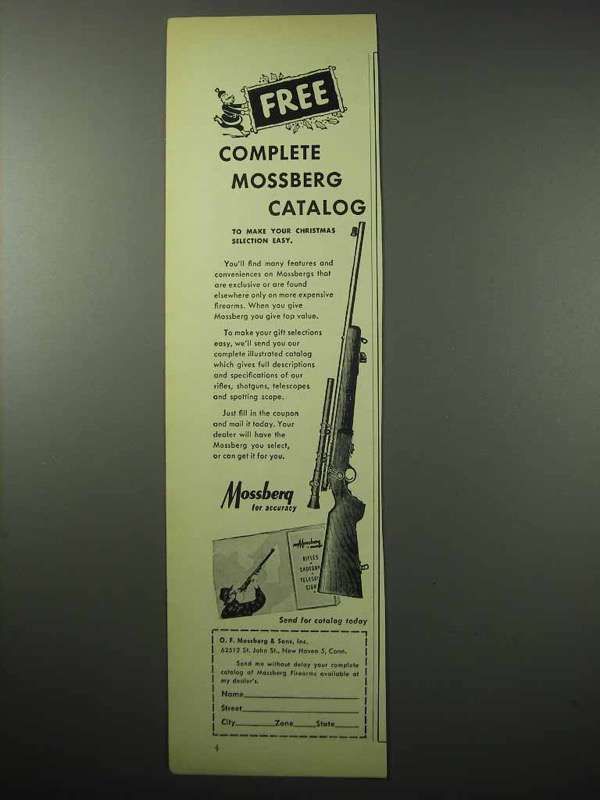 FREE
COMPLETE
MOSSBERG
CATALOG
TO MAKE YOUR CHRISTMAS
SELECTION EASY.
You'll find many features and
conveniences on Mossbergs that
are exclusive or are found
elsewhere only on more expensive
firearms. When you give
Mossberg you give top value.
To make your gift selections
easy, we'll send you our
complete illustrated catalog
which gives full descriptions
and specifications of our
rifles, shotguns, telescopes
and spotting scope.
Just fill in the coupon
and mail it today. Your
dealer will have the
Mossberg you select,
or can get it for you.
Mossberg
for accuracy
Mossberg
RIFLES
Send for catalog today
O. F. Mossberg & Sons, Inc.
62512 St. John St., New Haven 5, Conn.
Send me without delay your complete
catalog of Mossberg Firearms available at
my dealer's.
Name
Street
City Zone State
4